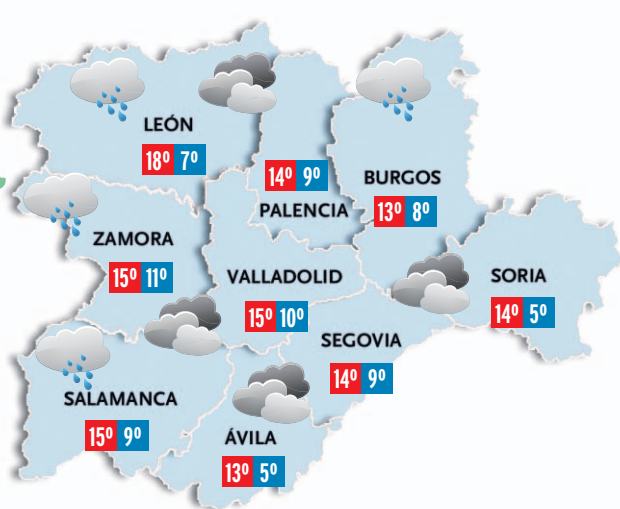 LEÓN
18º 7º
14º 9º
PALENCIA
BURGOS
13º 8º
ZAMORA
15º 11º
VALLADOLID
15º 10º
SORIA
14º 5º
SEGOVIA
14º 9º
SALAMANCA
15º 9º
ÁVILA
13º 5º